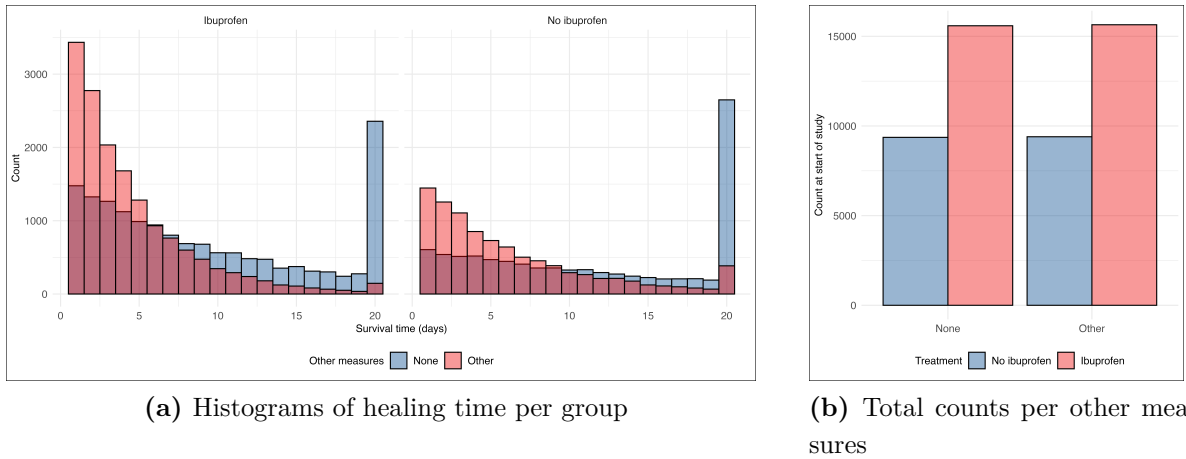 Ibuprofen No ibuprofen
3000
2000
1000
0
Count
0 5 10 15 20 0 5 10 15 20
Survival time (days)
Other measures None Other
(a) Histograms of healing time per group
15000
10000
5000
0
Count at start of study
None Other
Treatment No ibuprofen Ibuprofen
(b) Total counts per other mea
sures